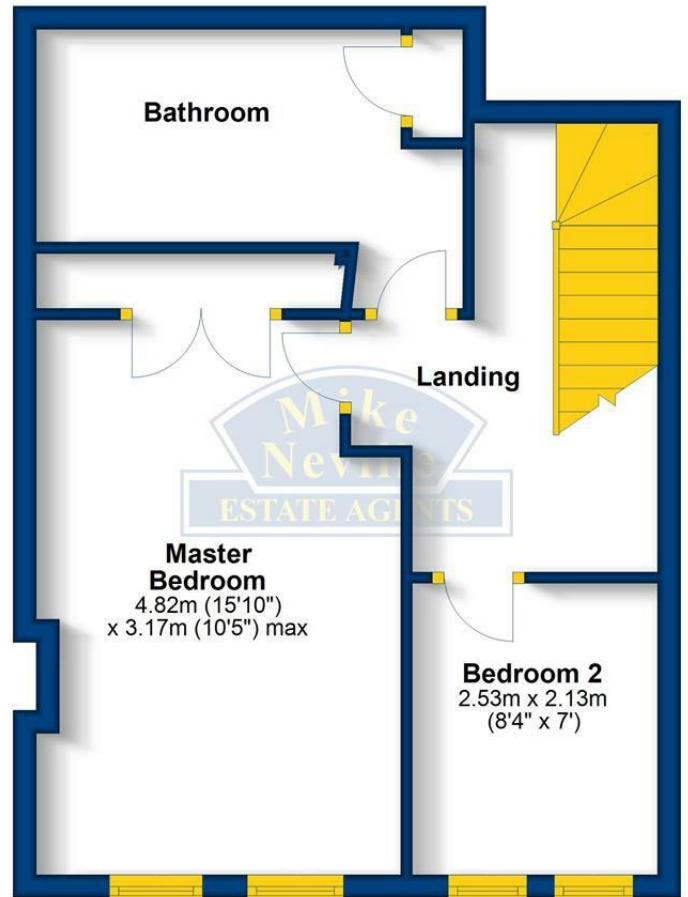 Bathroom
Landing
Mike
Neville
ESTATE AGENTS
Master
Bedroom
4.82m (15'10")
x 3.17m (10'5") max
Bedroom 2
2.53m x 2.13m
(8'4" x 7')